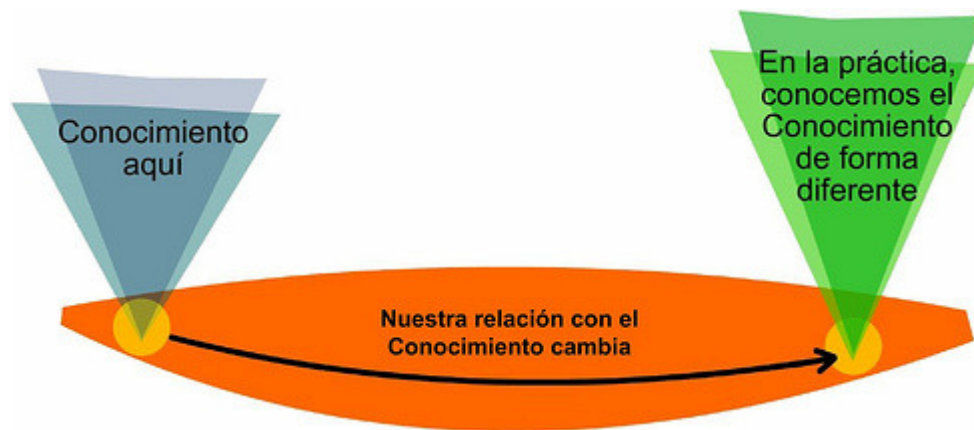 Conocimiento
aquí
En la práctica,
conocemos el
Conocimiento
de forma
diferente
Nuestra relación con el
Conocimiento cambia